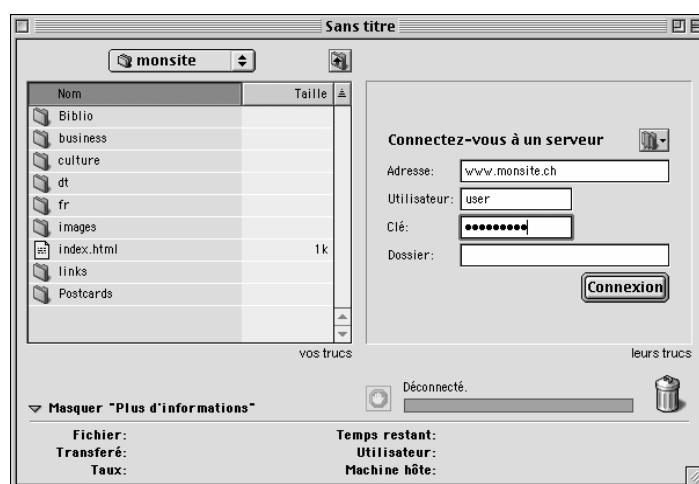 Sans titre
monsite
Nom Taille
Biblio
business
culture
dt
fr
images
index.html 1k
links
Postcards
vos trucs
Connectez-vous à un serveur
Adresse: www.monsite.ch
Utilisateur: user
Clé: •••••••••
Dossier:
Connexion
leurs trucs
Déconnecté.
Masquer "Plus d'informations"
Fichier: Temps restant:
Transferé: Utilisateur:
Taux: Machine hôte: